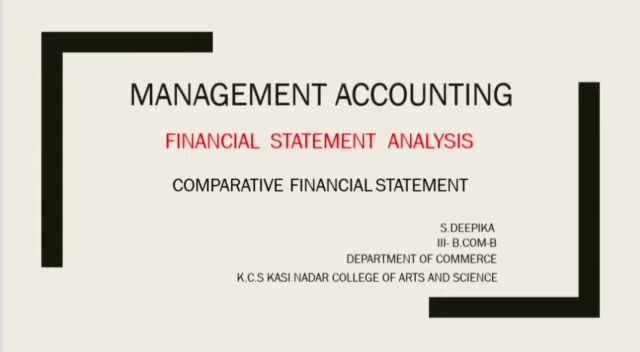 MANAGEMENT ACCOUNTING
FINANCIAL STATEMENT ANALYSIS
COMPARATIVE FINANCIAL STATEMENT
S.DEEPIKA
III- B.COM-B
DEPARTMENT OF COMMERCE
K.C.S KASI NADAR COLLEGE OF ARTS AND SCIENCE